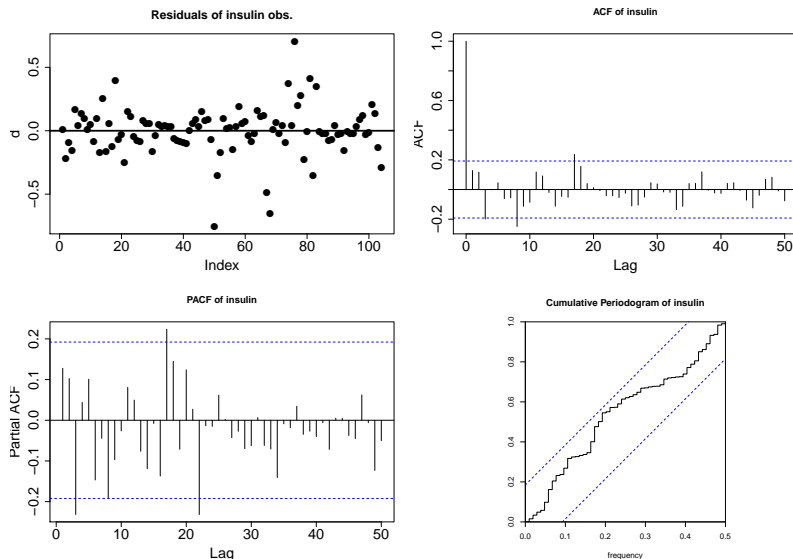 Residuals of insulin obs.
d
0.5
0.0
−0.5
0 20 40 60 80 100
Index
ACF of insulin
ACF
1.0
0.6
0.2
−0.2
0 10 20 30 40 50
Lag
PACF of insulin
Partial ACF
0.2
0.1
0.0
−0.1
−0.2
0 10 20 30 40 50
Lag
Cumulative Periodogram of insulin
1.0
0.8
0.6
0.4
0.2
0.0
0.0 0.1 0.2 0.3 0.4 0.5
frequency